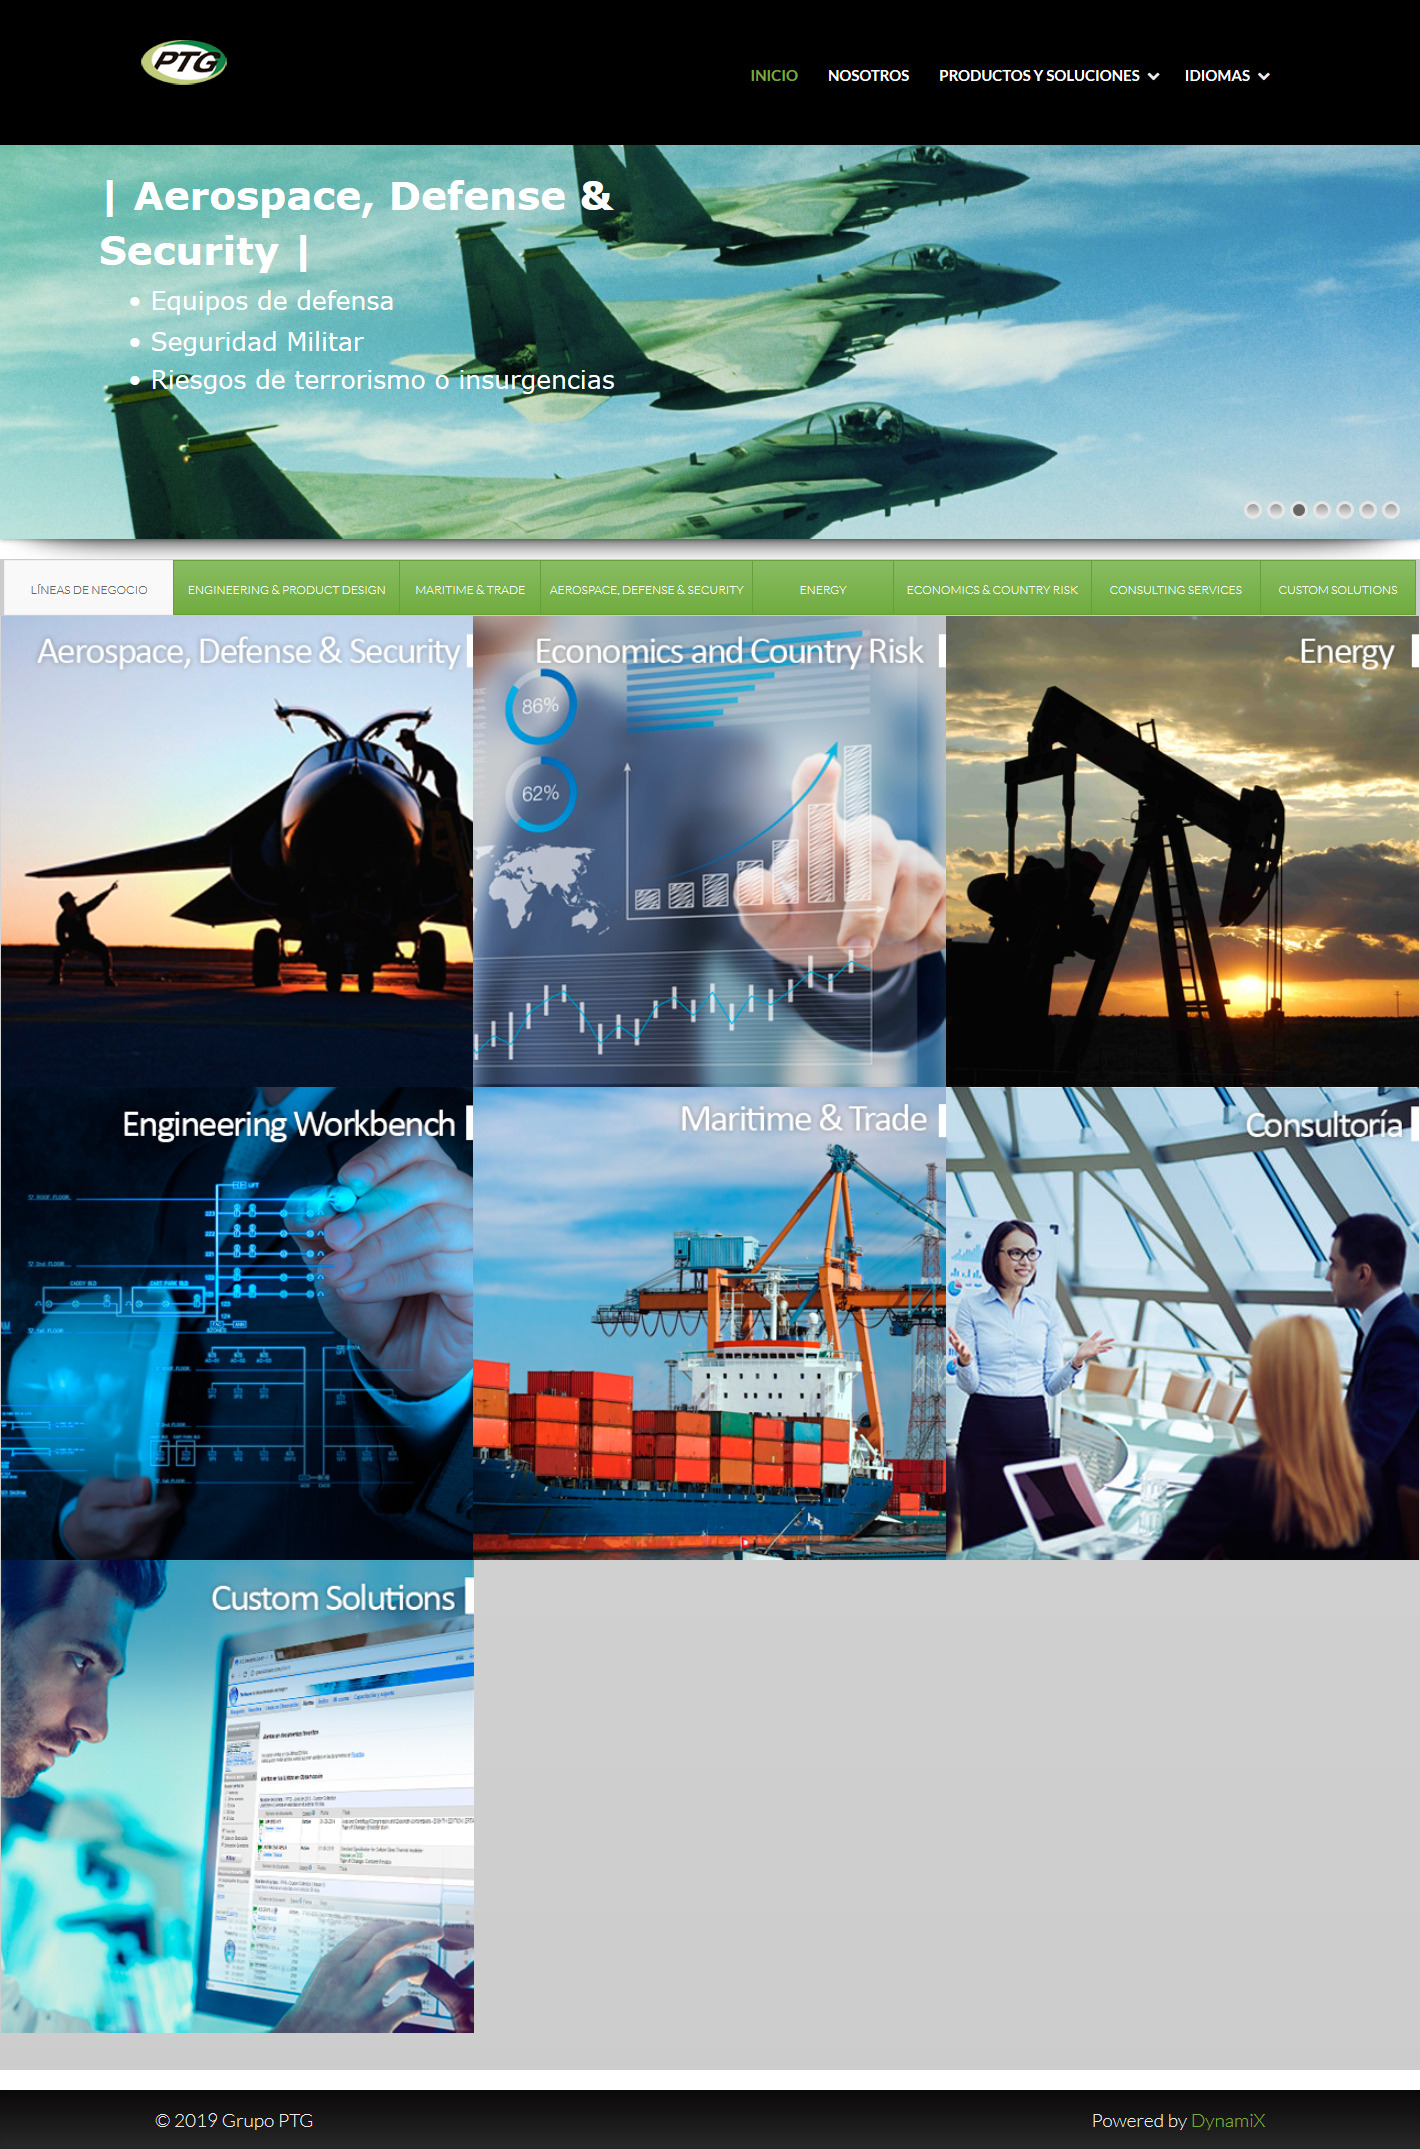 PTG
INICIO NOSOTROS PRODUCTOS Y SOLUCIONES IDIOMAS
| Aerospace, Defense &
Security |
• Equipos de defensa
• Seguridad Militar
• Riesgos de terrorismo o insurgencias
LÍNEAS DE NEGOCIO ENGINEERING & PRODUCT DESIGN MARITIME & TRADE AEROSPACE, DEFENSE & SECURITY ENERGY ECONOMICS & COUNTRY RISK CONSULTING SERVICES CUSTOM SOLUTIONS
Aerospace, Defense & Security
Economics and Country Risk
86%
62%
Energy
Engineering Workbench
Maritime & Trade
Consultoría
Custom Solutions
© 2019 Grupo PTG
Powered by DynamiX